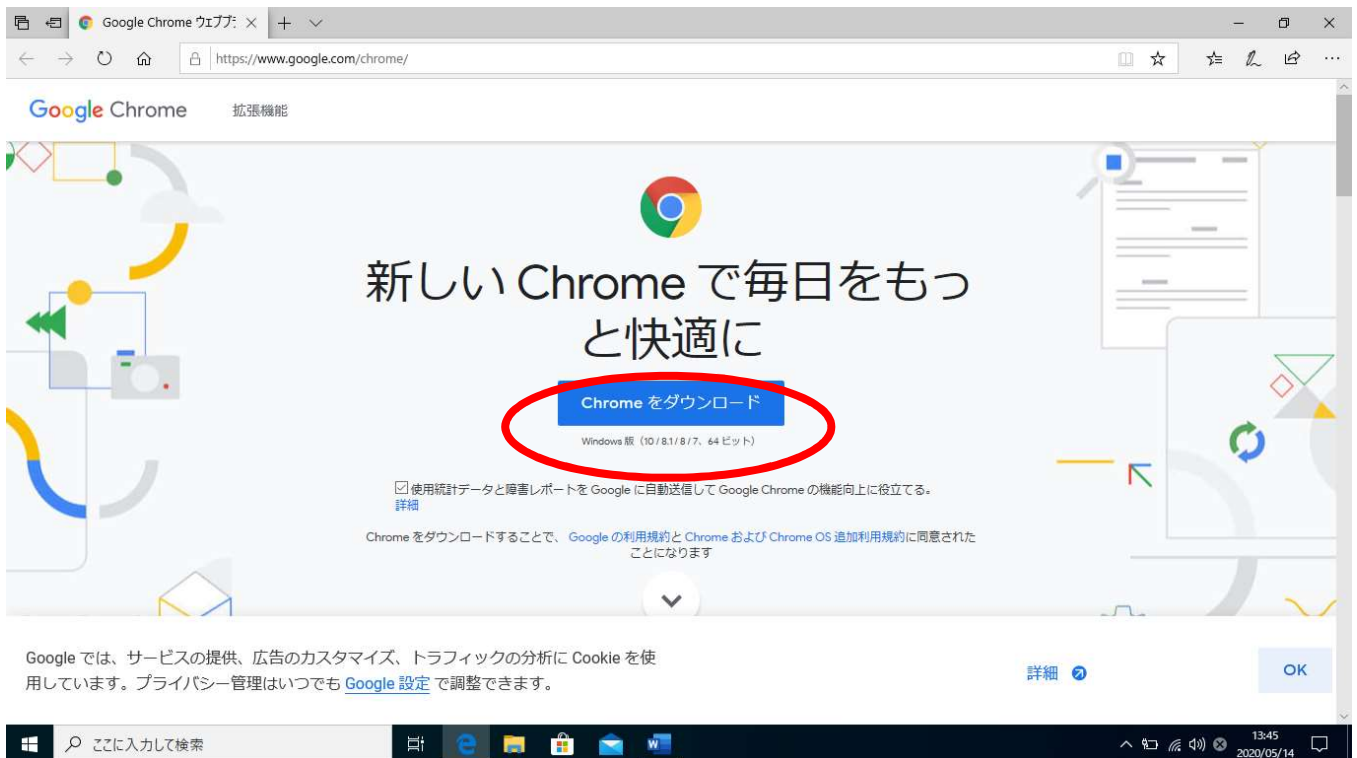 Google Chrome ウェブブ
https://www.google.com/chrome/
Google Chrome 拡張機能
新しい Chrome で毎日をもっ
と快適に
Chrome をダウンロード
Windows 版（10 / 8.1 / 8 / 7、64 ビット）
使用統計データと障害レポートを Google に自動送信して Google Chrome の機能向上に役立てる。
詳細
Chrome をダウンロードすることで、 Google の利用規約と Chrome および Chrome OS 追加利用規約に同意された
ことになります
Google では、サービスの提供、広告のカスタマイズ、トラフィックの分析に Cookie を使
用しています。プライバシー管理はいつでも Google 設定 で調整できます。
詳細
OK
ここに入力して検索
13:45
2020/05/14